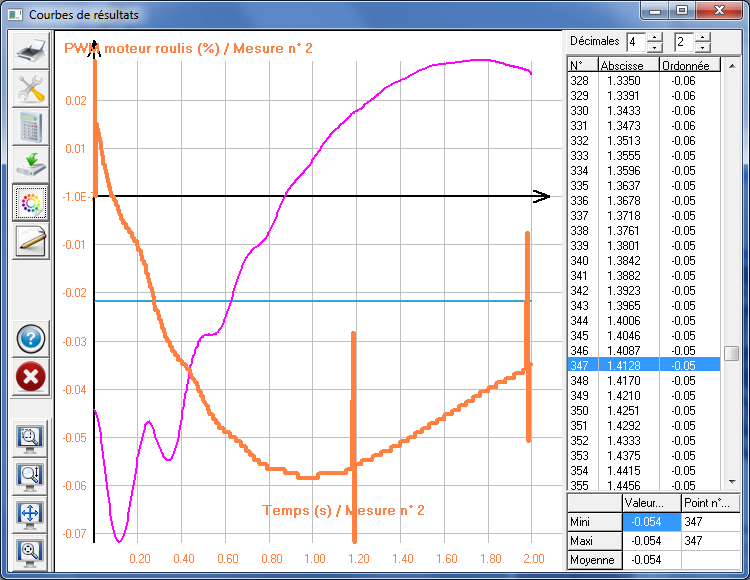 Courbes de résultats
PWM moteur roulis (%) / Mesure n° 2
0.02
0.01
-1.0E-
-0.01
-0.02
-0.03
-0.04
-0.05
-0.06
-0.07
Temps (s) / Mesure n° 2
0.20 0.40 0.60 0.80 1.00 1.20 1.40 1.60 1.80 2.00
Décimales 4 2
N° Abscisse Ordonnée
328 1.3350 -0.06
329 1.3391 -0.06
330 1.3433 -0.06
331 1.3473 -0.06
332 1.3513 -0.06
333 1.3555 -0.05
334 1.3596 -0.05
335 1.3637 -0.05
336 1.3678 -0.05
337 1.3718 -0.05
338 1.3761 -0.05
339 1.3801 -0.05
340 1.3842 -0.05
341 1.3882 -0.05
342 1.3923 -0.05
343 1.3965 -0.05
344 1.4006 -0.05
345 1.4046 -0.05
346 1.4087 -0.05
347 1.4128 -0.05
348 1.4170 -0.05
349 1.4210 -0.05
350 1.4251 -0.05
351 1.4292 -0.05
352 1.4333 -0.05
353 1.4375 -0.05
354 1.4415 -0.05
355 1.4456 -0.05
Valeur... Point n°...
Mini -0.054 347
Maxi -0.054 347
Moyenne -0.054